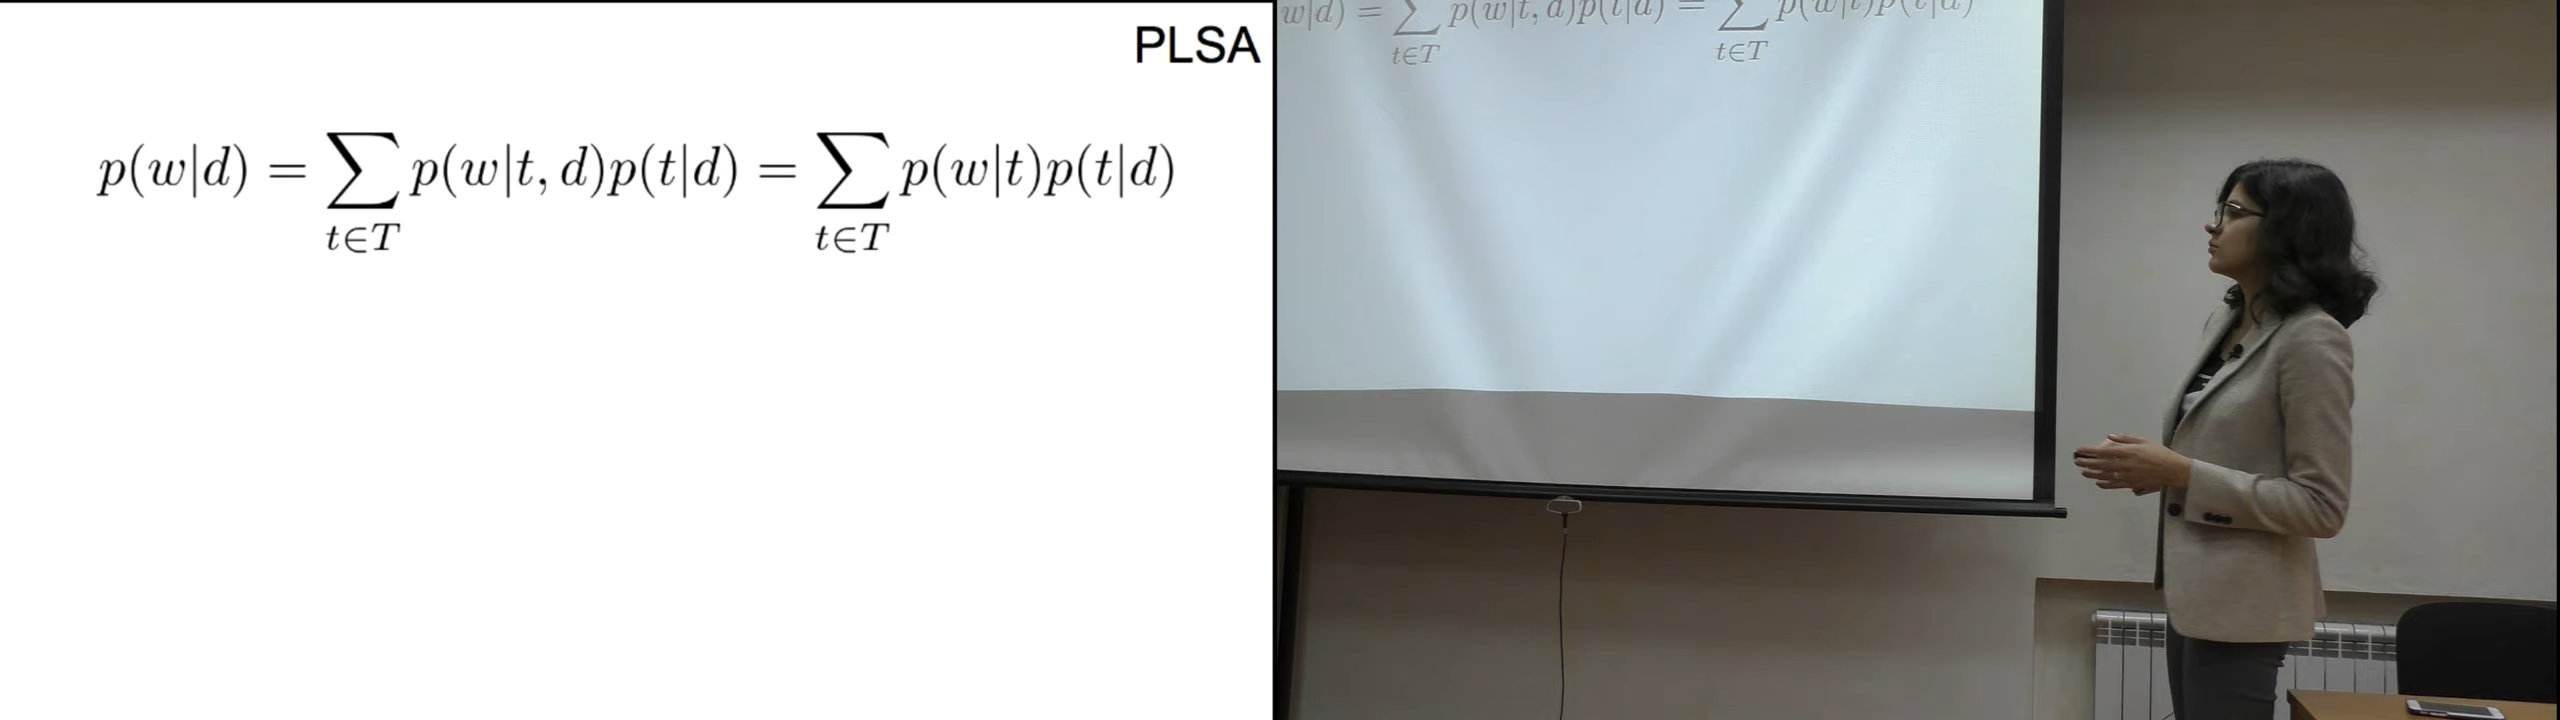 PLSA
p(w|d) = ∑ p(w|t, d)p(t|d) = ∑ p(w|t)p(t|d)
t∈T t∈T
w|d) = ∑ p(w|t, d)p(t|d) = ∑ p(w|t)p(t|d)
t∈T t∈T